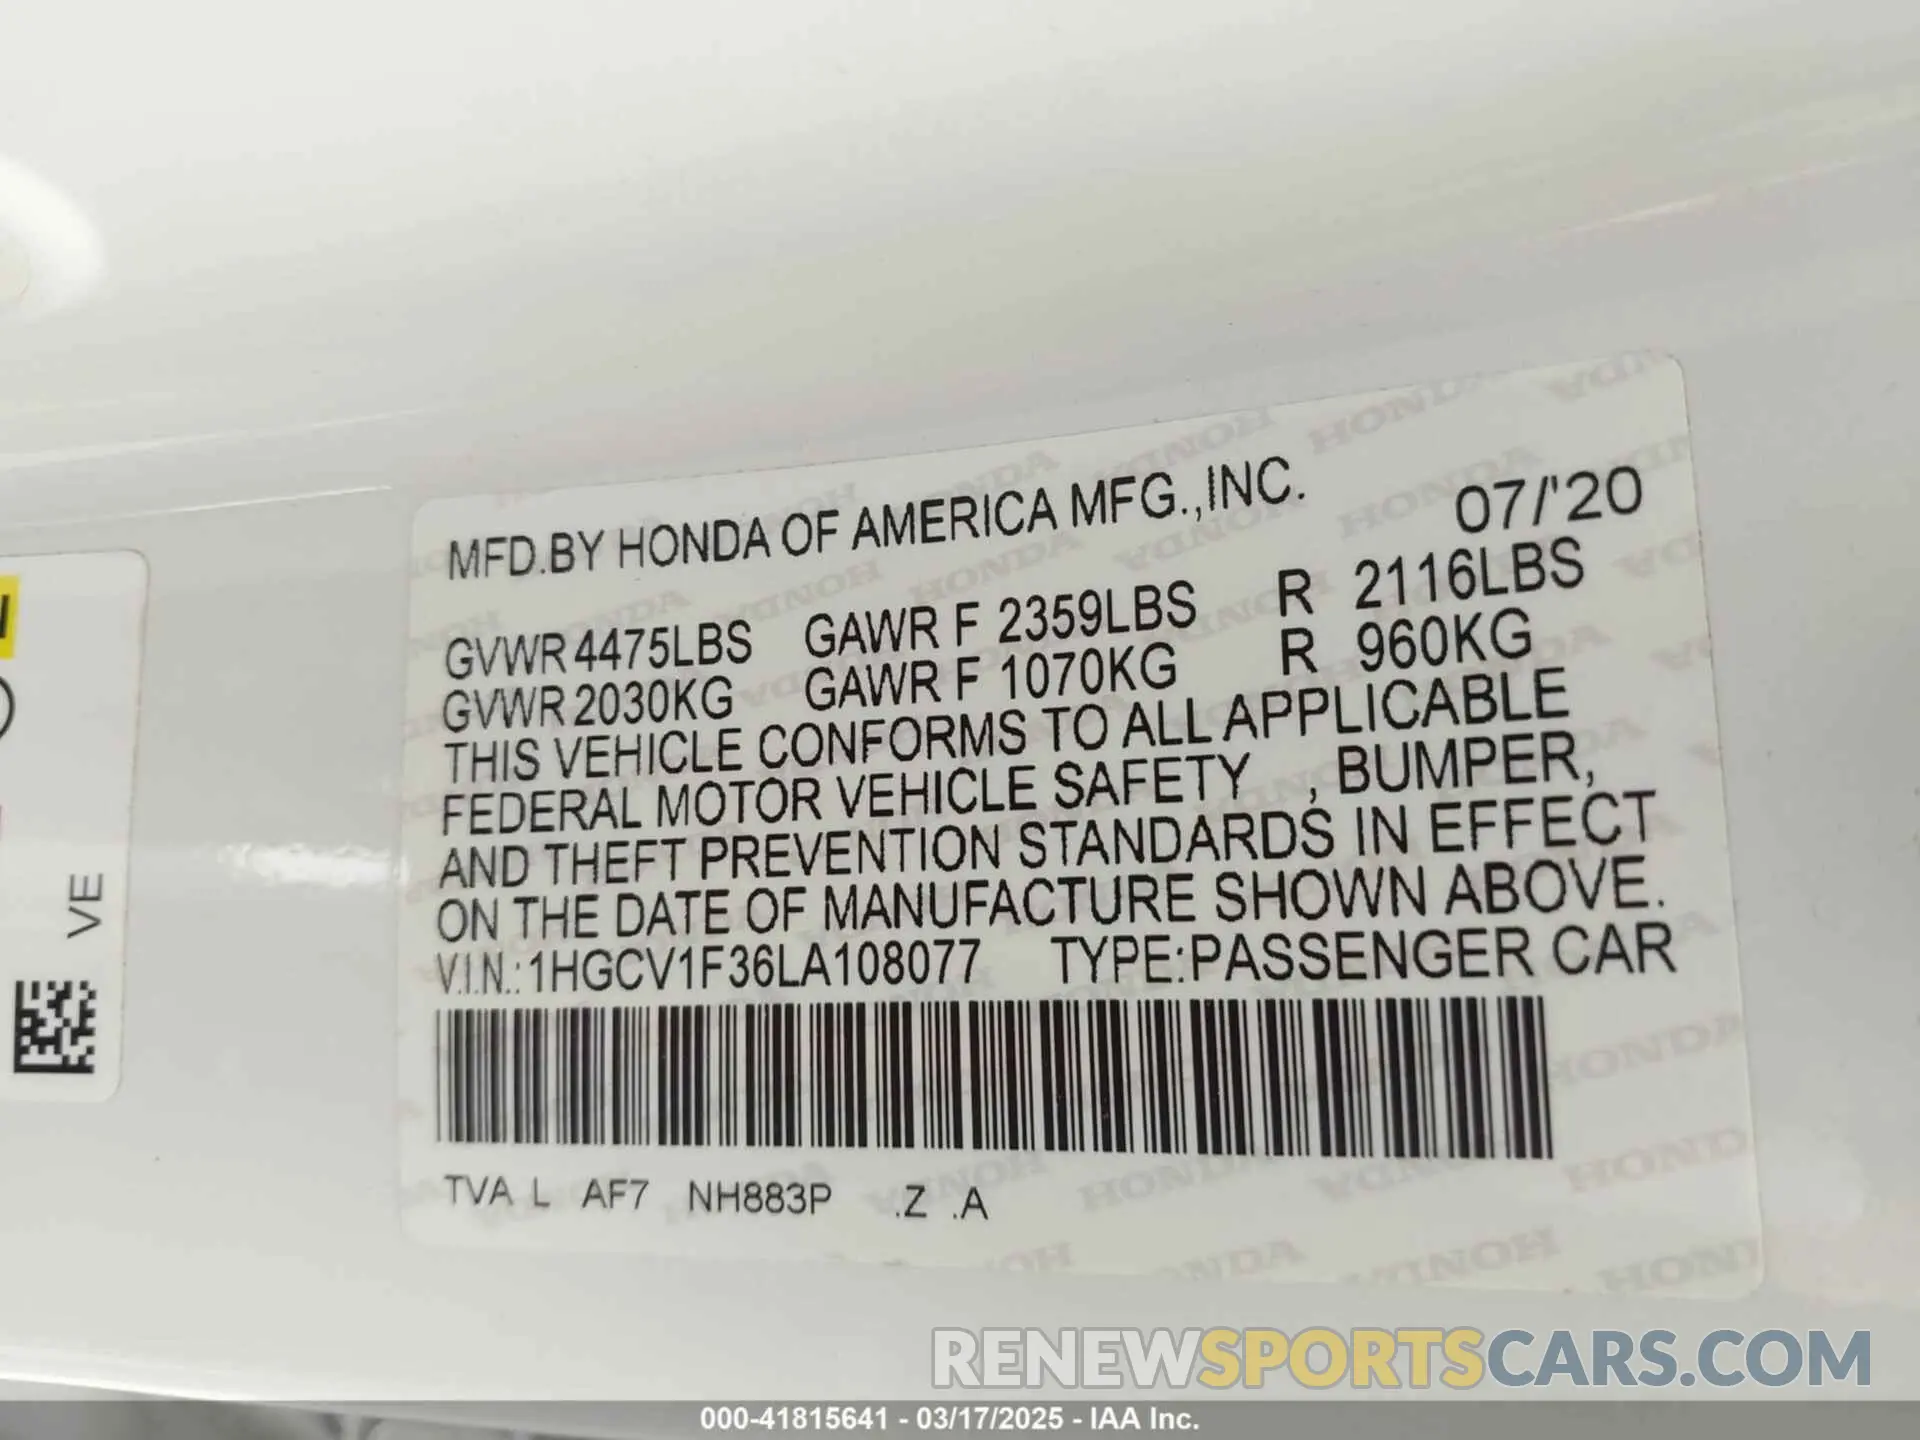 MFD.BY HONDA OF AMERICA MFG.,INC. 07/'20
GVWR 4475LBS GAWR F 2359LBS R 2116LBS
GVWR 2030KG GAWR F 1070KG R 960KG
THIS VEHICLE CONFORMS TO ALL APPLICABLE
FEDERAL MOTOR VEHICLE SAFETY , BUMPER,
AND THEFT PREVENTION STANDARDS IN EFFECT
ON THE DATE OF MANUFACTURE SHOWN ABOVE.
V.I.N.: 1HGCV1F36LA108077 TYPE:PASSENGER CAR
TVA L AF7 NH883P .Z .A
VE
RENEWSPORTSCARS.COM
000-41815641 - 03/17/2025 - IAA Inc.